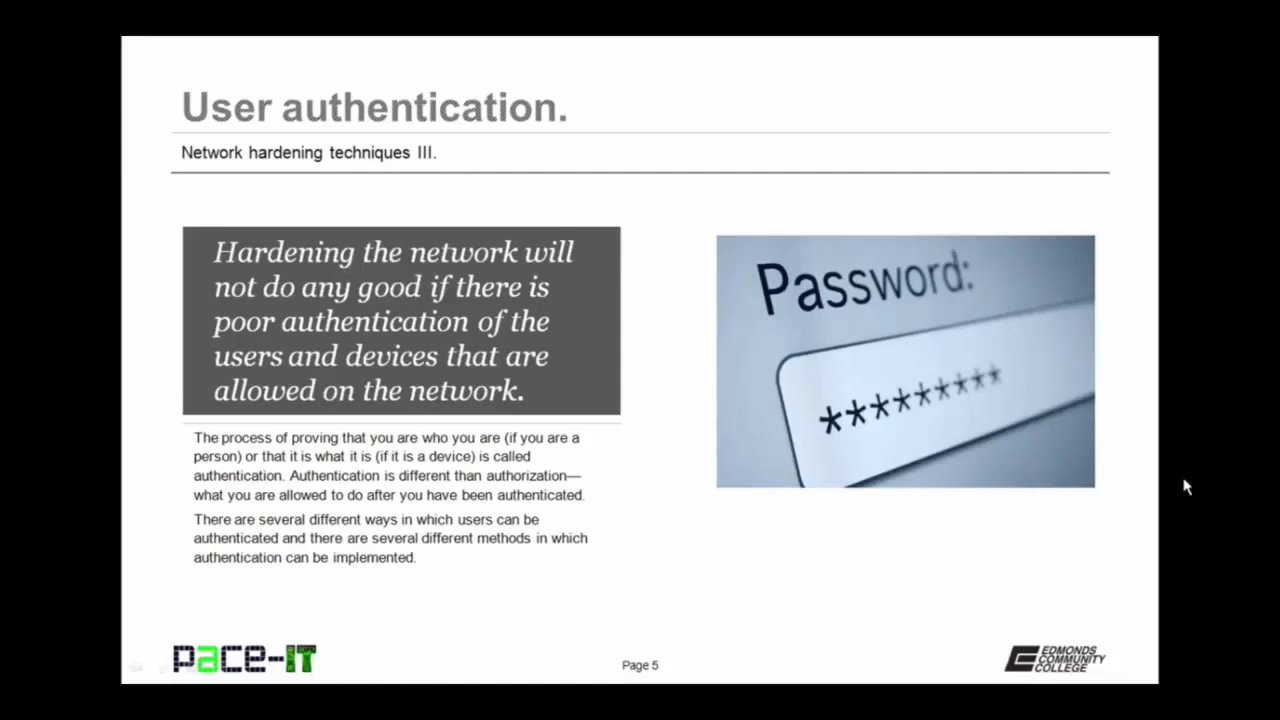 User authentication.
Network hardening techniques III.
Hardening the network will
not do any good if there is
poor authentication of the
users and devices that are
allowed on the network.
The process of proving that you are who you are (if you are a
person) or that it is what it is (if it is a device) is called
authentication. Authentication is different than authorization—
what you are allowed to do after you have been authenticated.
There are several different ways in which users can be
authenticated and there are several different methods in which
authentication can be implemented.
Password:
*********
pace-IT
Page 5
EDMONDS
COMMUNITY
COLLEGE